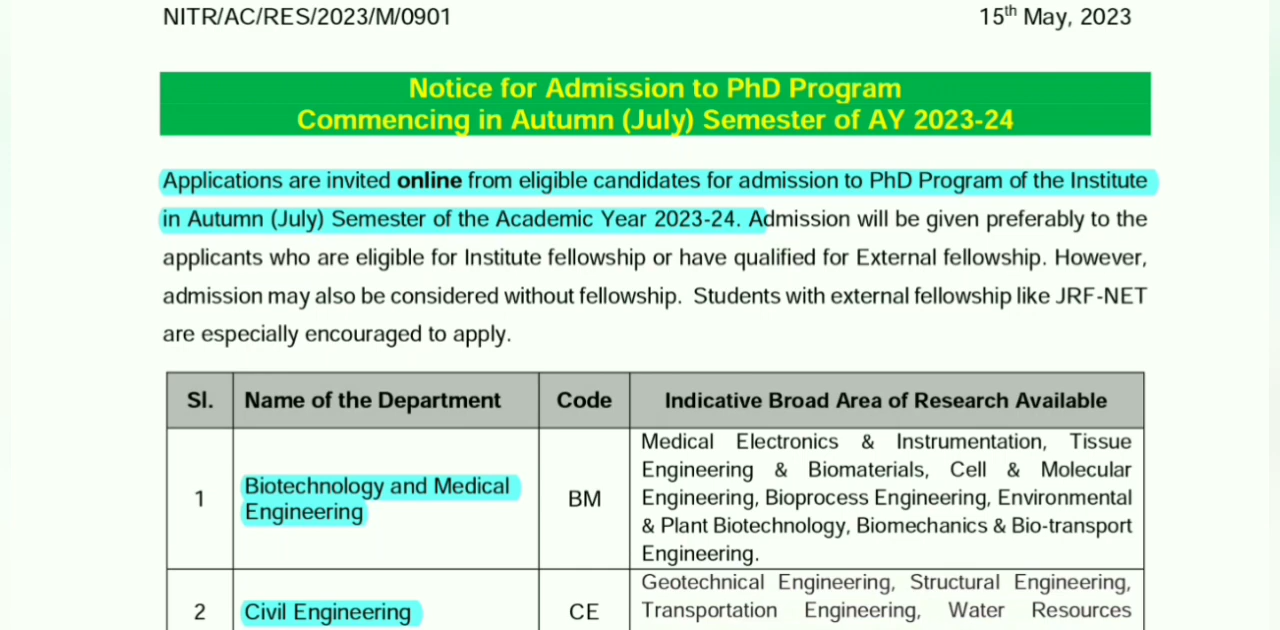 NITR/AC/RES/2023/M/0901 15th May, 2023
Notice for Admission to PhD Program
Commencing in Autumn (July) Semester of AY 2023-24
Applications are invited online from eligible candidates for admission to PhD Program of the Institute
in Autumn (July) Semester of the Academic Year 2023-24. Admission will be given preferably to the
applicants who are eligible for Institute fellowship or have qualified for External fellowship. However,
admission may also be considered without fellowship. Students with external fellowship like JRF-NET
are especially encouraged to apply.
Sl. Name of the Department Code Indicative Broad Area of Research Available
1 Biotechnology and Medical Engineering BM Medical Electronics & Instrumentation, Tissue
Engineering & Biomaterials, Cell & Molecular
Engineering, Bioprocess Engineering, Environmental
& Plant Biotechnology, Biomechanics & Bio-transport
Engineering.
2 Civil Engineering CE Geotechnical Engineering, Structural Engineering,
Transportation Engineering, Water Resources